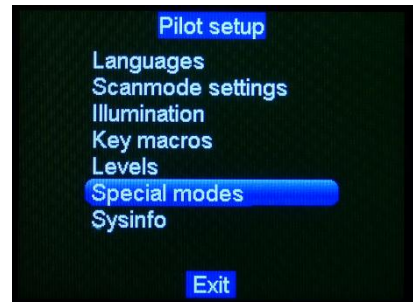 Pilot setup
Languages
Scanmode settings
Illumination
Key macros
Levels
Special modes
Sysinfo
Exit